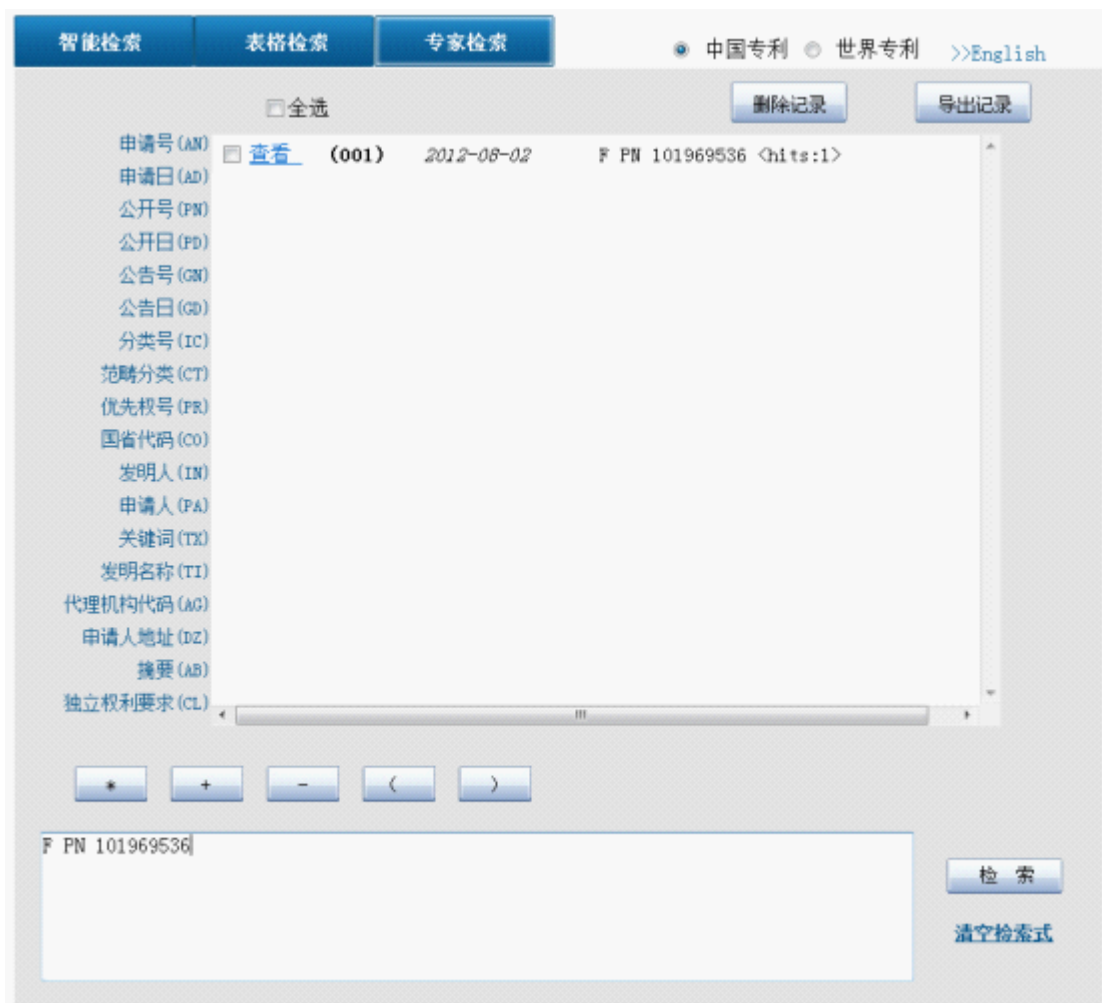 智能检索 表格检索 专家检索 中国专利 世界专利 >>English
全选 删除记录 导出记录
申请号(AN) 查看 (001) 2012-08-02 F PN 101969536 <hits:1>
申请日(AD)
公开号(PN)
公开日(PD)
公告号(GN)
公告日(GD)
分类号(IC)
范畴分类(CT)
优先权号(PR)
国省代码(CO)
发明人(IN)
申请人(PA)
关键词(TX)
发明名称(TI)
代理机构代码(AG)
申请人地址(DZ)
摘要(AB)
独立权利要求(CL)
* + - ( )
F PN 101969536
检 索
清空检索式